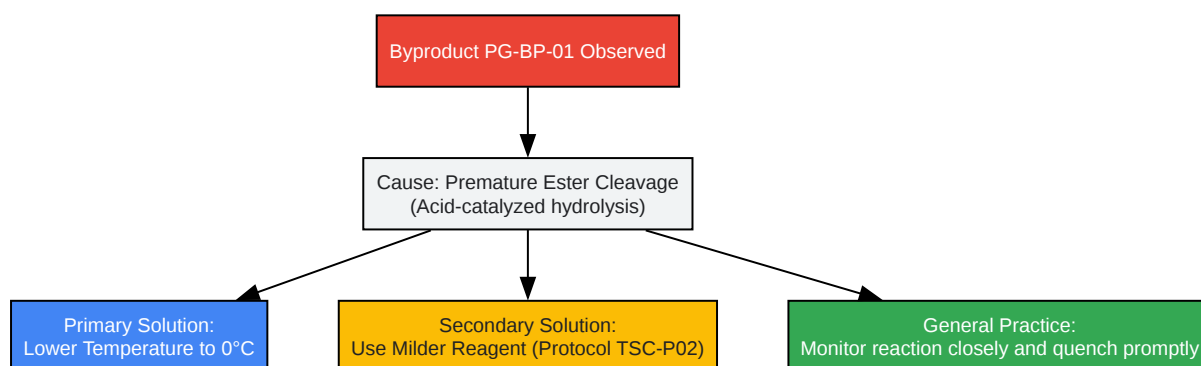 Byproduct PG-BP-01 Observed
Cause: Premature Ester Cleavage
(Acid-catalyzed hydrolysis)
Primary Solution:
Lower Temperature to 0°C
Secondary Solution:
Use Milder Reagent (Protocol TSC-P02)
General Practice:
Monitor reaction closely and quench promptly